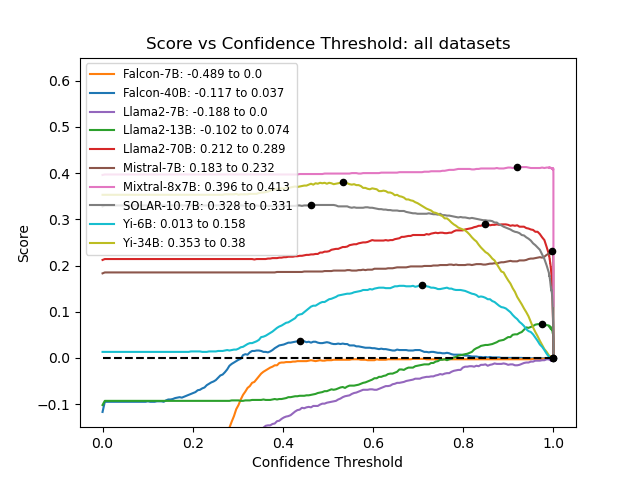 Score vs Confidence Threshold: all datasets
Score
0.6
0.5
0.4
0.3
0.2
0.1
0.0
−0.1
Falcon-7B: -0.489 to 0.0
Falcon-40B: -0.117 to 0.037
Llama2-7B: -0.188 to 0.0
Llama2-13B: -0.102 to 0.074
Llama2-70B: 0.212 to 0.289
Mistral-7B: 0.183 to 0.232
Mixtral-8x7B: 0.396 to 0.413
SOLAR-10.7B: 0.328 to 0.331
Yi-6B: 0.013 to 0.158
Yi-34B: 0.353 to 0.38
0.0 0.2 0.4 0.6 0.8 1.0
Confidence Threshold